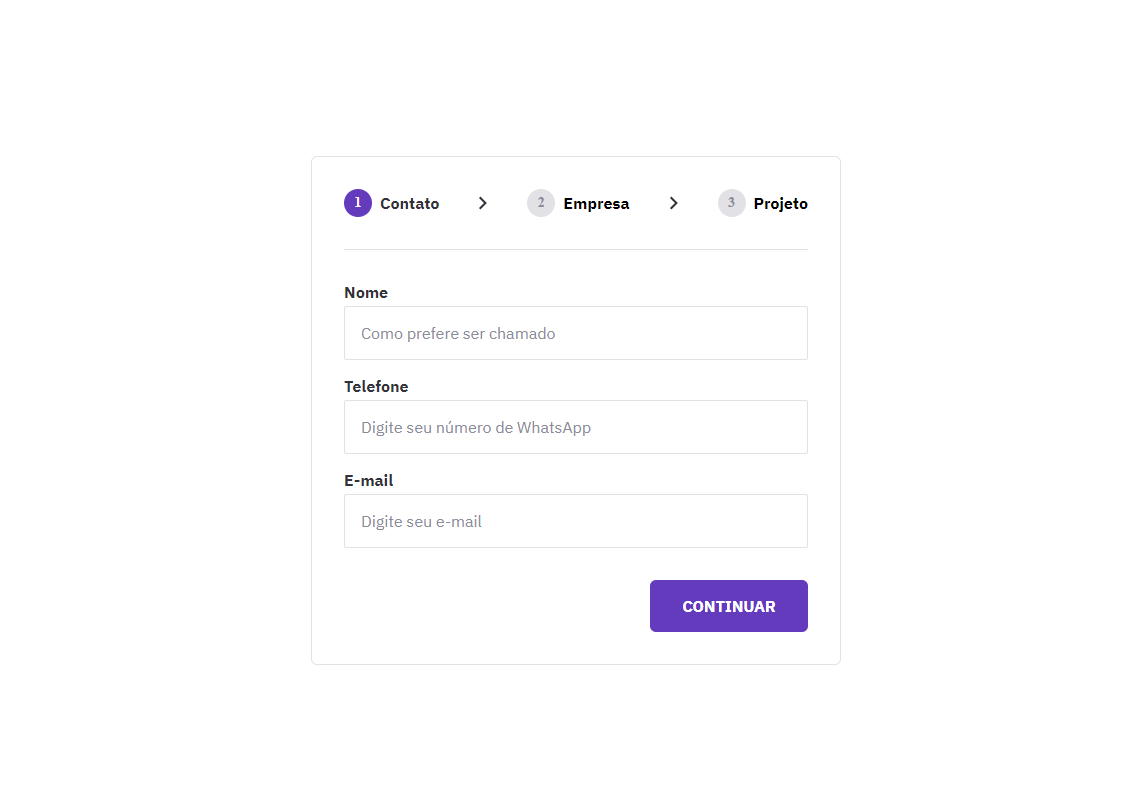 1 Contato 2 Empresa 3 Projeto
Nome
Como prefere ser chamado
Telefone
Digite seu número de WhatsApp
E-mail
Digite seu e-mail
CONTINUAR